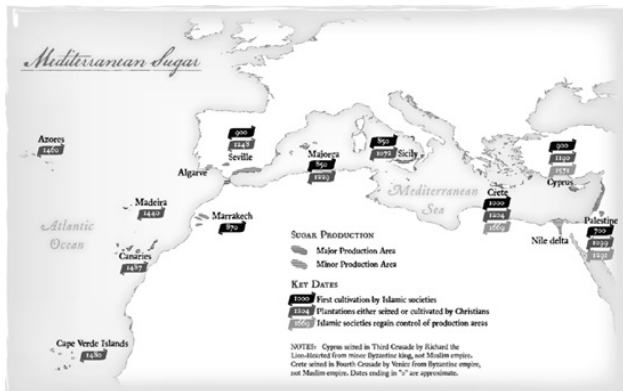 Mediterranean Sugar
Azores
1460
900
1248
Seville
Algarve
Majorca
850
1229
850
1072
Sicily
900
1190
1571
Cyprus
Crete
1000
1204
1669
Mediterranean
Sea
Palestine
700
1099
1291
Nile delta
Madeira
1440
Marrakech
870
Atlantic
Ocean
Canaries
1487
Cape Verde Islands
1480
Sugar Production
Major Production Area
Minor Production Area
Key Dates
1000 First cultivation by Islamic societies
1204 Plantations either seized or cultivated by Christians
1669 Islamic societies regain control of production areas
NOTES: Cyprus seized in Third Crusade by Richard the
Lion-Hearted from minor Byzantine king, not Muslim empire.
Crete seized in Fourth Crusade by Venice from Byzantine empire,
not Muslim empire. Dates ending in "0" are approximate.